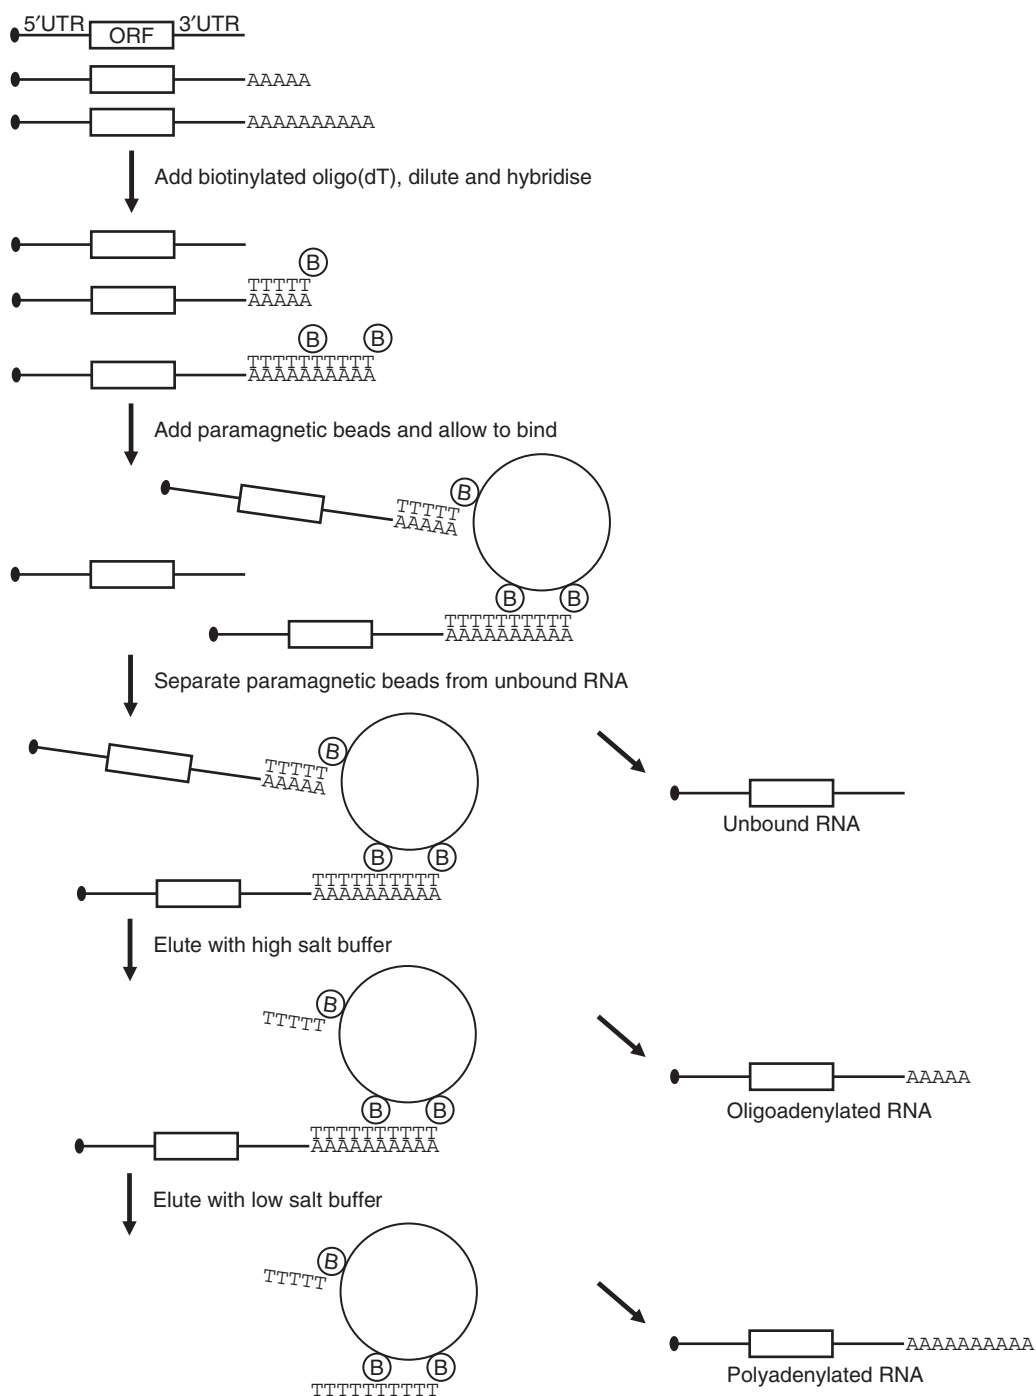 5′UTR ORF 3′UTR
AAAAA
AAAAAAAAAA
Add biotinylated oligo(dT), dilute and hybridise
B
TTTTT
AAAAA
B B
TTTTTTTTTT
AAAAAAAAAA
Add paramagnetic beads and allow to bind
B
TTTTT
AAAAA
B B
TTTTTTTTTT
AAAAAAAAAA
Separate paramagnetic beads from unbound RNA
B
TTTTT
AAAAA
Unbound RNA
B B
TTTTTTTTTT
AAAAAAAAAA
Elute with high salt buffer
B
TTTTT
AAAAA
Oligoadenylated RNA
B B
TTTTTTTTTT
AAAAAAAAAA
Elute with low salt buffer
B
TTTTT
AAAAAAAAAA
Polyadenylated RNA
B B
TTTTTTTTTT